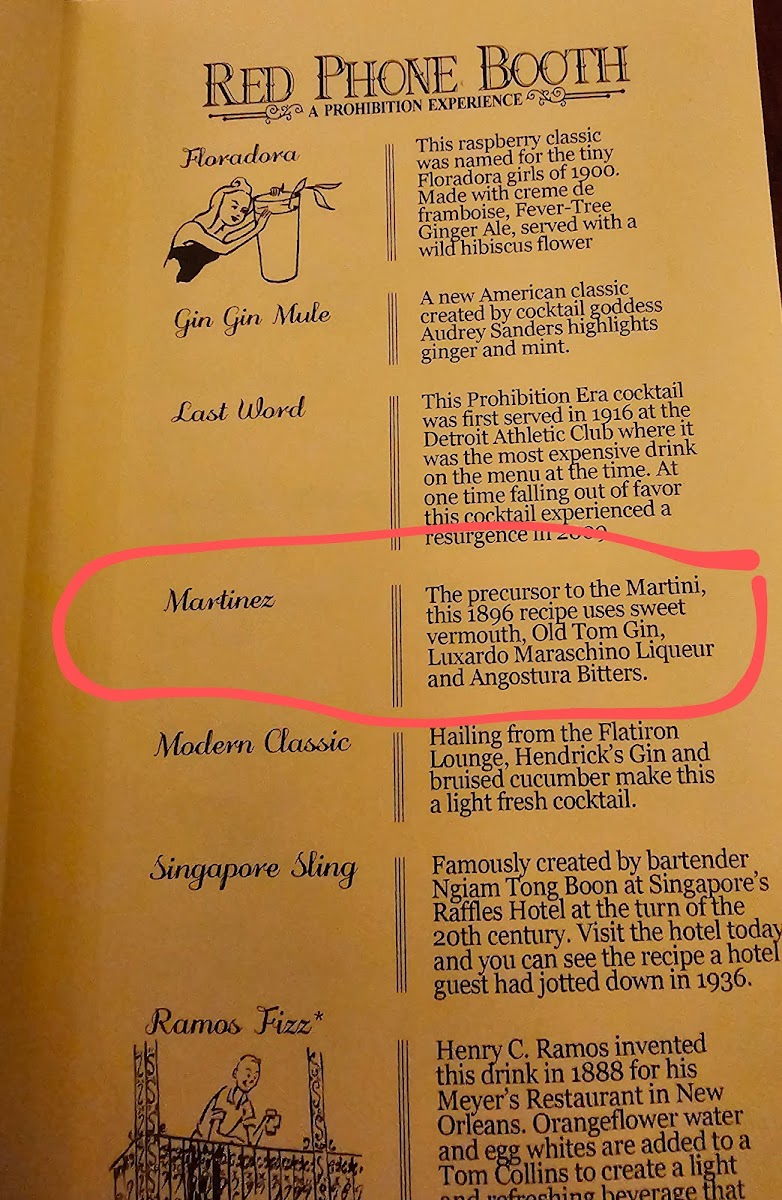 RED PHONE BOOTH
A PROHIBITION EXPERIENCE
Floradora
This raspberry classic
was named for the tiny
Floradora girls of 1900.
Made with creme de
framboise, Fever-Tree
Ginger Ale, served with a
wild hibiscus flower
Gin Gin Mule
A new American classic
created by cocktail goddess
Audrey Sanders highlights
ginger and mint.
Last Word
This Prohibition Era cocktail
was first served in 1916 at the
Detroit Athletic Club where it
was the most expensive drink
on the menu at the time. At
one time falling out of favor
this cocktail experienced a
resurgence in 2009
Martinez
The precursor to the Martini,
this 1896 recipe uses sweet
vermouth, Old Tom Gin,
Luxardo Maraschino Liqueur
and Angostura Bitters.
Modern Classic
Hailing from the Flatiron
Lounge, Hendrick's Gin and
bruised cucumber make this
a light fresh cocktail.
Singapore Sling
Famously created by bartender
Ngiam Tong Boon at Singapore's
Raffles Hotel at the turn of the
20th century. Visit the hotel today
and you can see the recipe a hotel
guest had jotted down in 1936.
Ramos Fizz*
Henry C. Ramos invented
this drink in 1888 for his
Meyer's Restaurant in New
Orleans. Orangeflower water
and egg whites are added to a
Tom Collins to create a light
and refreshing beverage that